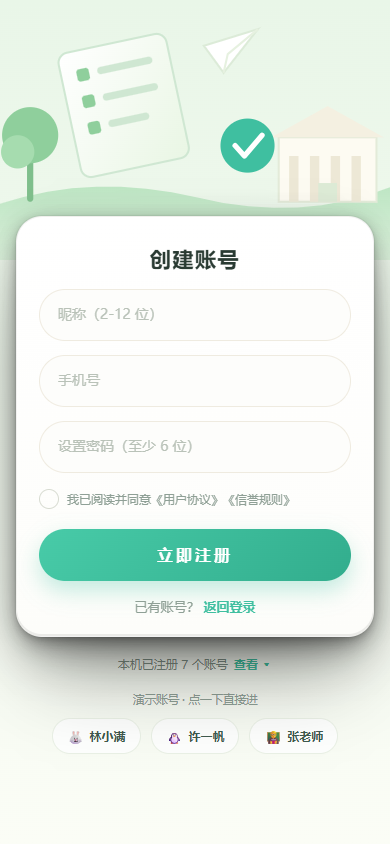 创建账号
昵称（2-12 位）
手机号
设置密码（至少 6 位）
我已阅读并同意《用户协议》《信誉规则》
立即注册
已有账号？ 返回登录
本机已注册 7 个账号 查看
演示账号 · 点一下直接进
林小满 许一帆 张老师